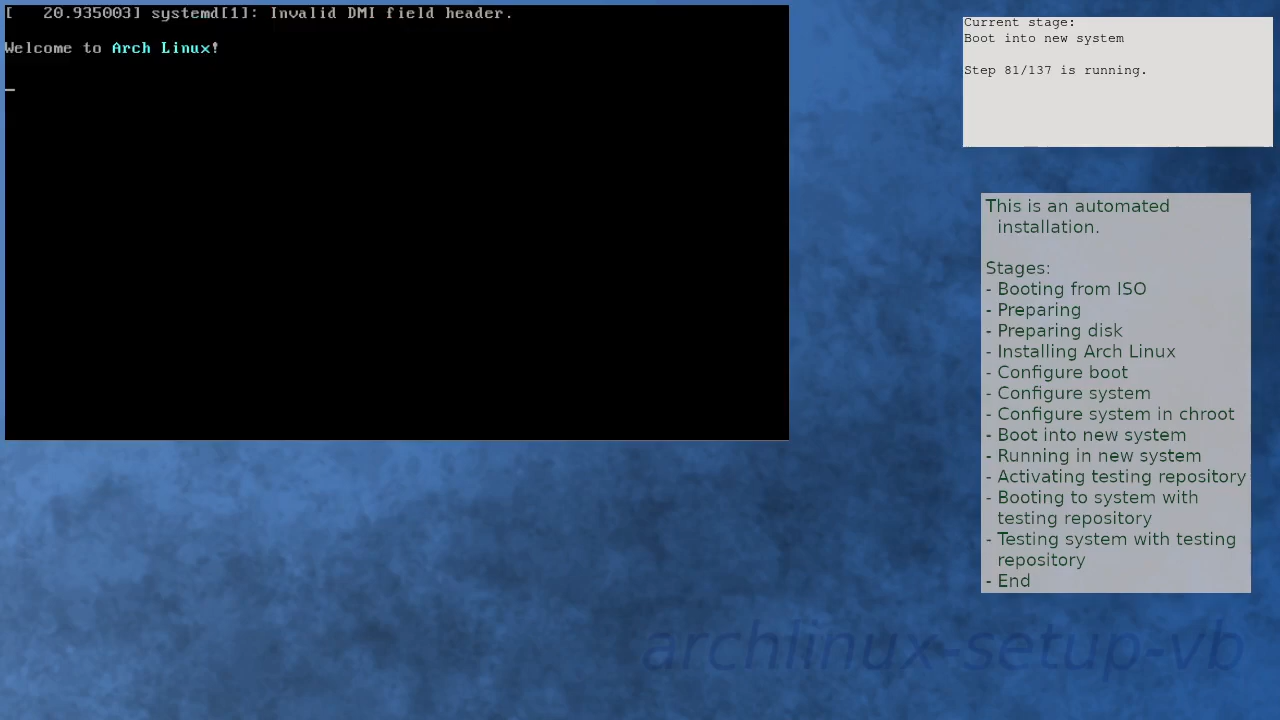 [   20.935003] systemd[1]: Invalid DMI field header.
Welcome to Arch Linux!
Current stage:
Boot into new system
Step 81/137 is running.
This is an automated
installation.
Stages:
- Booting from ISO
- Preparing
- Preparing disk
- Installing Arch Linux
- Configure boot
- Configure system
- Configure system in chroot
- Boot into new system
- Running in new system
- Activating testing repository
- Booting to system with
testing repository
- Testing system with testing
repository
- End
archlinux-setup-vb